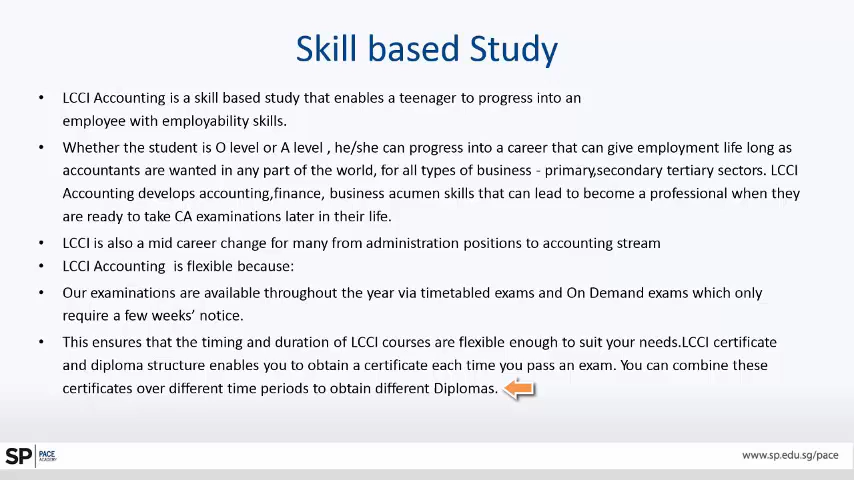 Skill based Study
• LCCI Accounting is a skill based study that enables a teenager to progress into an
employee with employability skills.
• Whether the student is O level or A level , he/she can progress into a career that can give employment life long as
accountants are wanted in any part of the world, for all types of business - primary,secondary tertiary sectors. LCCI
Accounting develops accounting,finance, business acumen skills that can lead to become a professional when they
are ready to take CA examinations later in their life.
• LCCI is also a mid career change for many from administration positions to accounting stream
• LCCI Accounting  is flexible because:
• Our examinations are available throughout the year via timetabled exams and On Demand exams which only
require a few weeks’ notice.
• This ensures that the timing and duration of LCCI courses are flexible enough to suit your needs.LCCI certificate
and diploma structure enables you to obtain a certificate each time you pass an exam. You can combine these
certificates over different time periods to obtain different Diplomas.
SP
PACE
ACADEMY
www.sp.edu.sg/pace